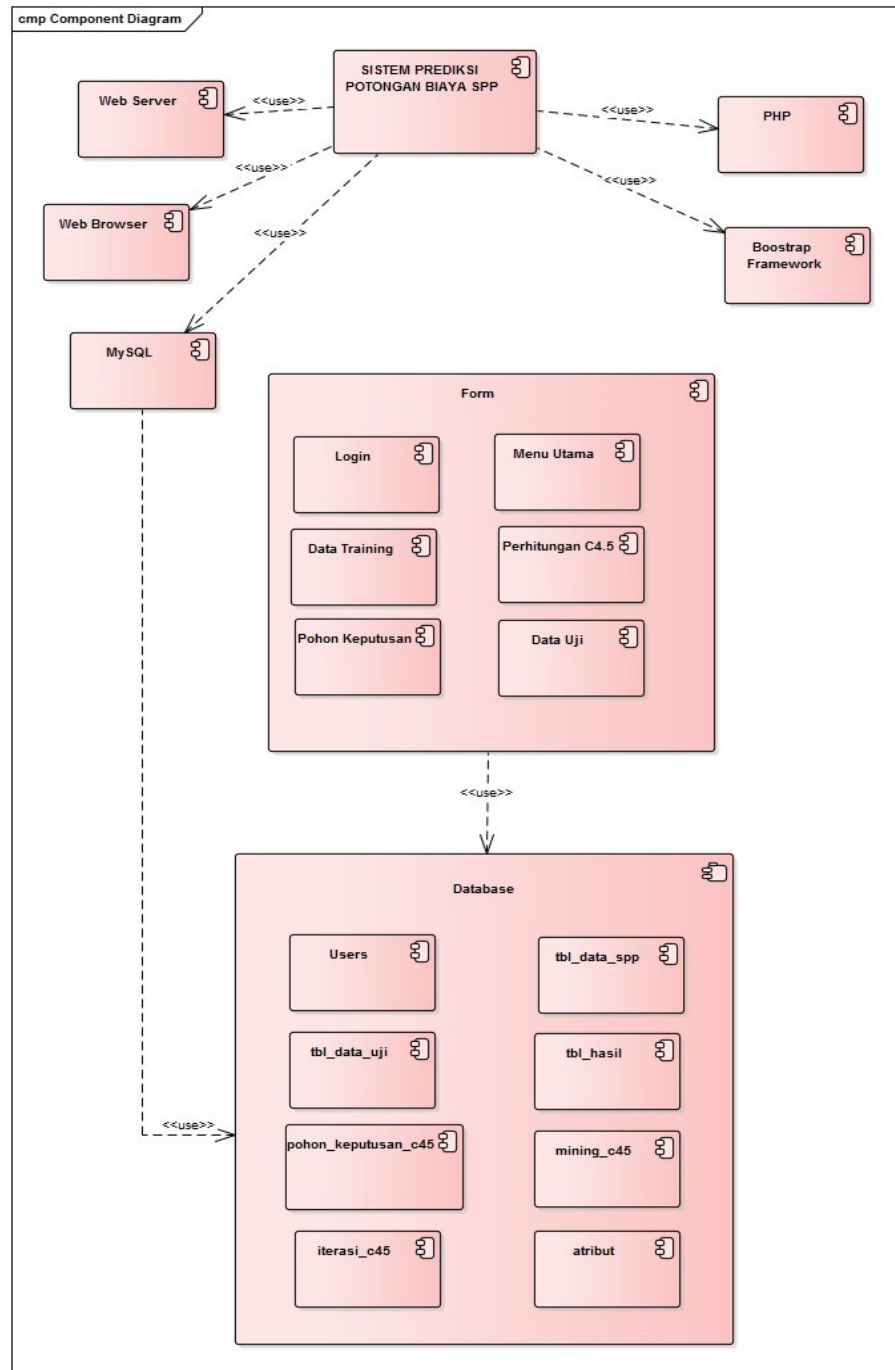 cmp Component Diagram
SISTEM PREDIKSI
POTONGAN BIAYA SPP
Web Server
<<use>>
<<use>>
PHP
<<use>>
<<use>>
Web Browser
<<use>>
Boostrap
Framework
MySQL
Form
Login
Menu Utama
Data Training
Perhitungan C4.5
Pohon Keputusan
Data Uji
<<use>>
Database
Users
tbl_data_spp
tbl_data_uji
tbl_hasil
<<use>>
pohon_keputusan_c45
mining_c45
iterasi_c45
atribut